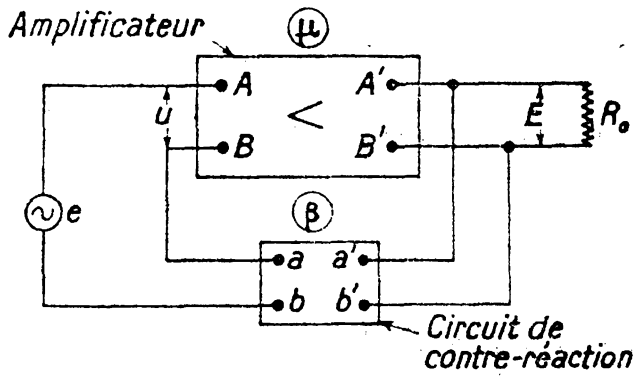 Amplificateur
μ
A
A'
u
<
E
R₀
B
B'
e
β
a
a'
b
b'
Circuit de
contre-réaction